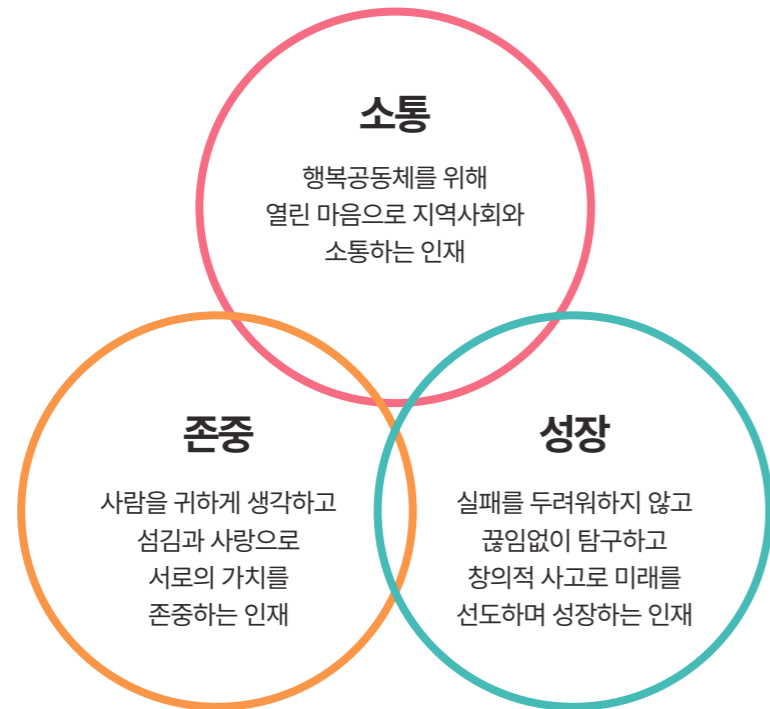 소통
행복공동체를 위해
열린 마음으로 지역사회와
소통하는 인재
존중
사람을 귀하게 생각하고
섬김과 사랑으로
서로의 가치를
존중하는 인재
성장
실패를 두려워하지 않고
끊임없이 탐구하고
창의적 사고로 미래를
선도하며 성장하는 인재